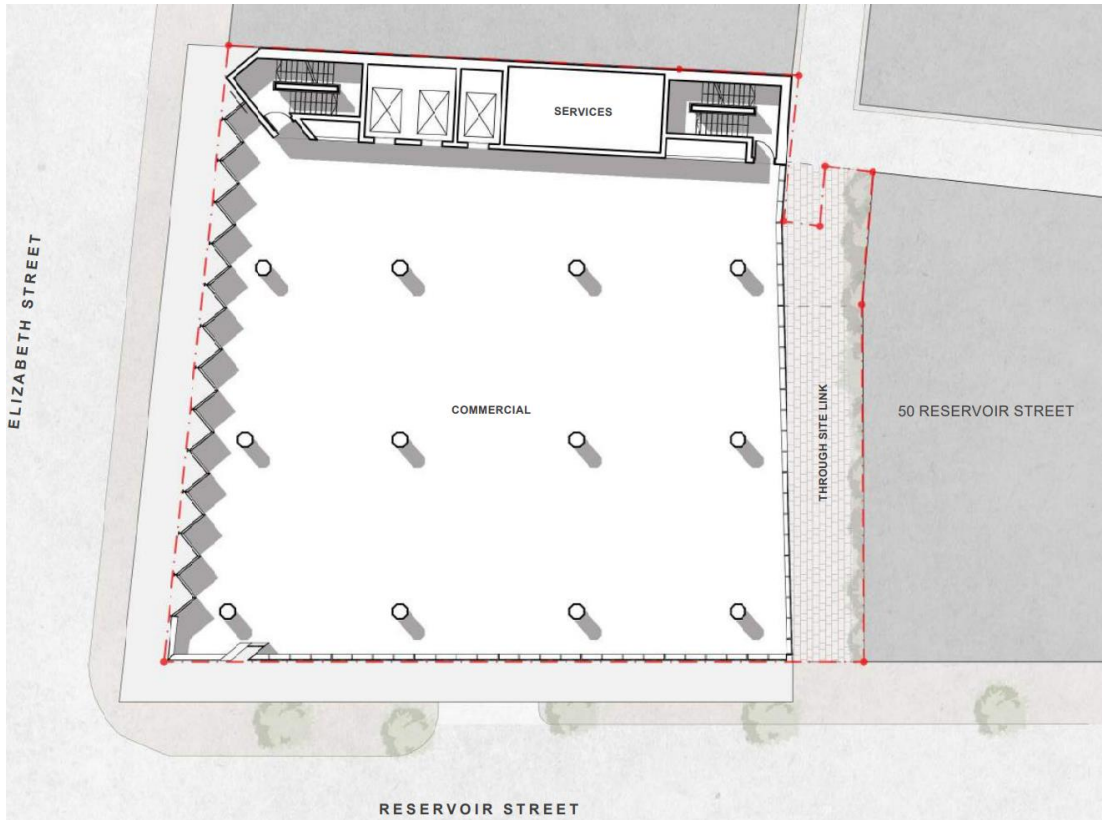 SERVICES
ELIZABETH STREET
COMMERCIAL
THROUGH SITE LINK
50 RESERVOIR STREET
RESERVOIR STREET